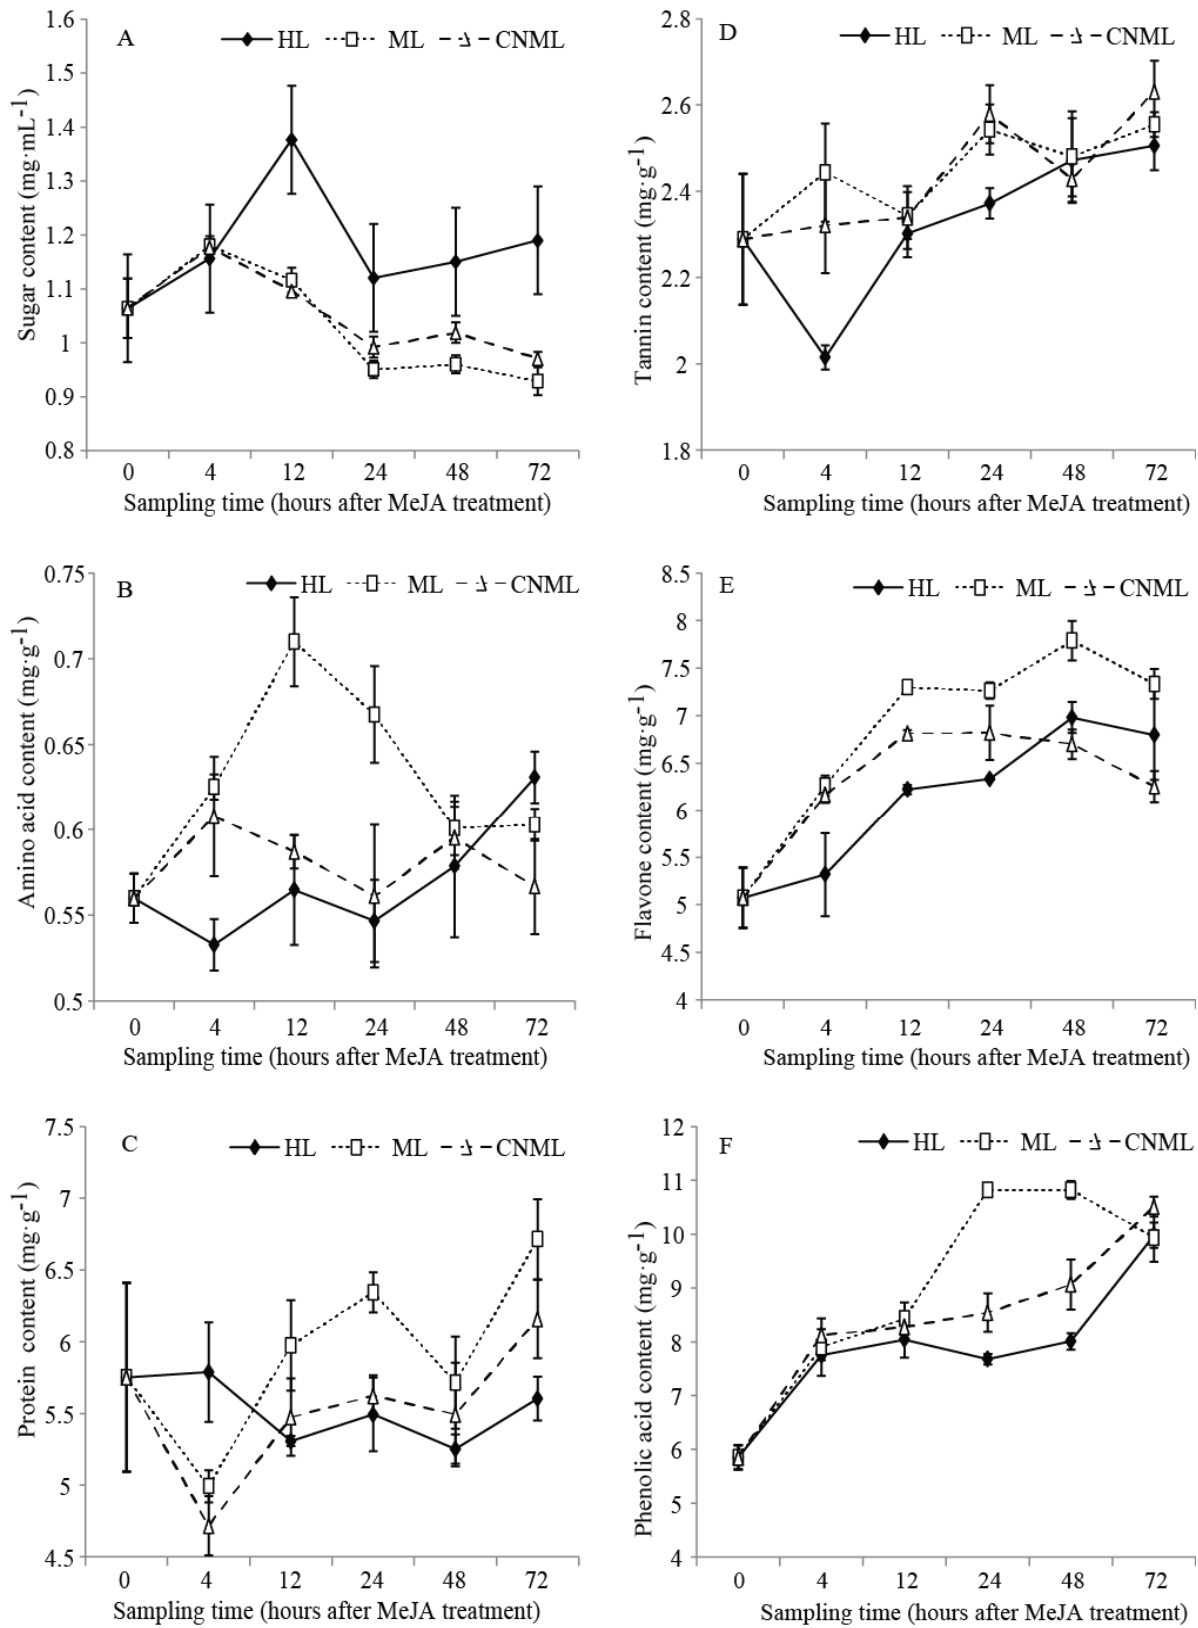 A
HL ML CNML
Sugar content (mg·mL-1)
1.6
1.5
1.4
1.3
1.2
1.1
1
0.9
0.8
0 4 12 24 48 72
Sampling time (hours after MeJA treatment)
D
HL ML CNML
Tannin content (mg·g-1)
2.8
2.6
2.4
2.2
2
1.8
0 4 12 24 48 72
Sampling time (hours after MeJA treatment)
B
HL ML CNML
Amino acid content (mg·g-1)
0.75
0.7
0.65
0.6
0.55
0.5
0 4 12 24 48 72
Sampling time (hours after MeJA treatment)
E
HL ML CNML
Flavone content (mg·g-1)
8.5
8
7.5
7
6.5
6
5.5
5
4.5
4
0 4 12 24 48 72
Sampling time (hours after MeJA treatment)
C
HL ML CNML
Protein content (mg·g-1)
7.5
7
6.5
6
5.5
5
4.5
0 4 12 24 48 72
Sampling time (hours after MeJA treatment)
F
HL ML CNML
Phenolic acid content (mg·g-1)
12
11
10
9
8
7
6
5
4
0 4 12 24 48 72
Sampling time (hours after MeJA treatment)